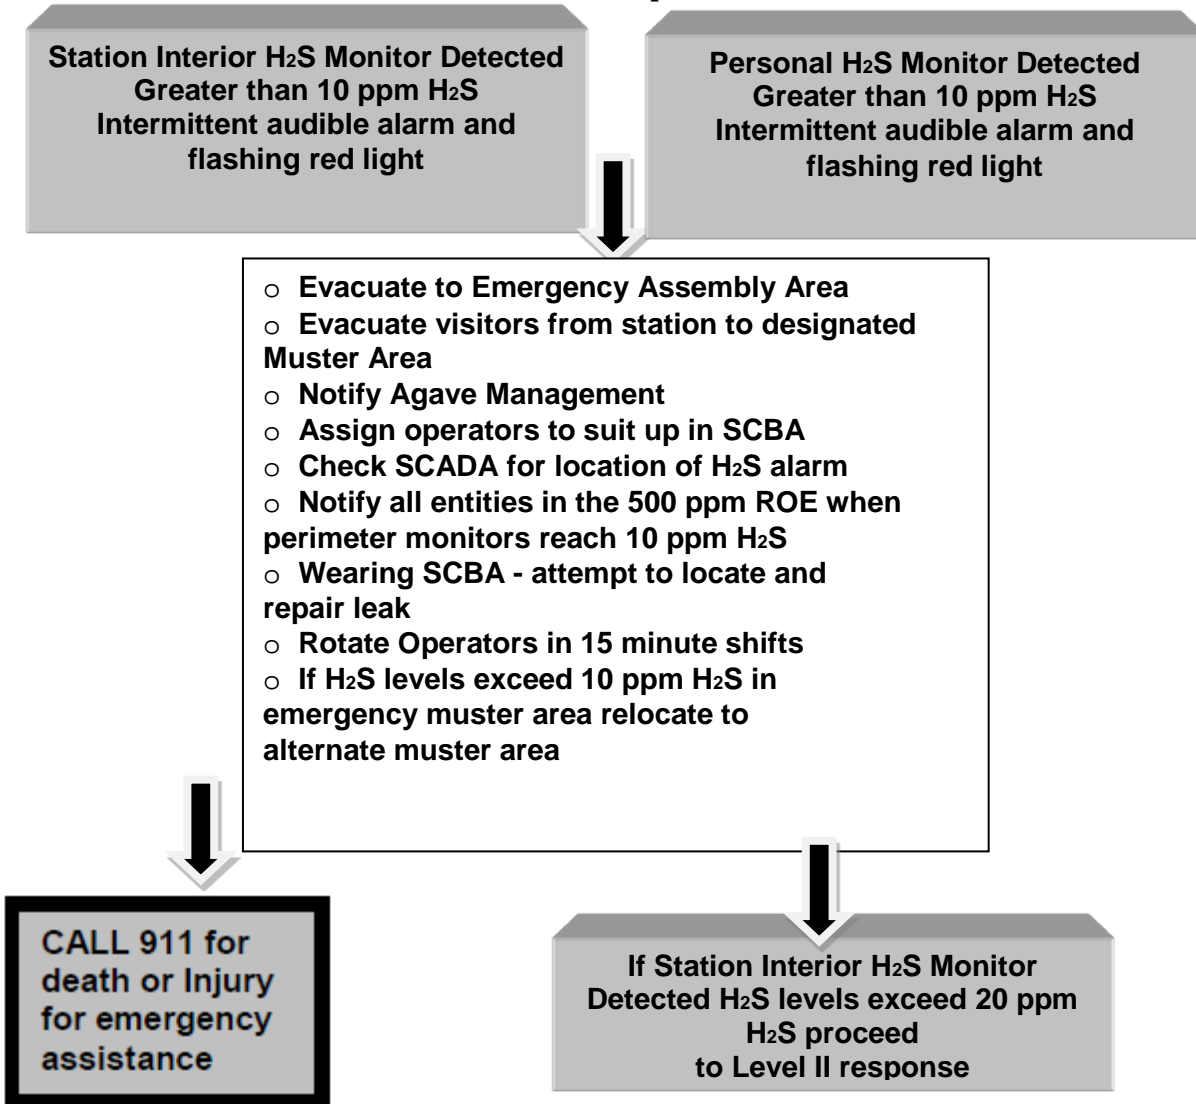 Station Interior H2S Monitor Detected
Greater than 10 ppm H2S
Intermittent audible alarm and
flashing red light
Personal H2S Monitor Detected
Greater than 10 ppm H2S
Intermittent audible alarm and
flashing red light
o Evacuate to Emergency Assembly Area
o Evacuate visitors from station to designated
Muster Area
o Notify Agave Management
o Assign operators to suit up in SCBA
o Check SCADA for location of H2S alarm
o Notify all entities in the 500 ppm ROE when
perimeter monitors reach 10 ppm H2S
o Wearing SCBA - attempt to locate and
repair leak
o Rotate Operators in 15 minute shifts
o If H2S levels exceed 10 ppm H2S in
emergency muster area relocate to
alternate muster area
CALL 911 for
death or Injury
for emergency
assistance
If Station Interior H2S Monitor
Detected H2S levels exceed 20 ppm
H2S proceed
to Level II response